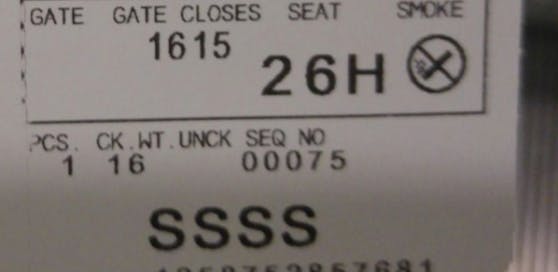 GATE GATE CLOSES SEAT SMOKE
1615 26H
PCS. CK.WT.UNCK SEQ NO
1 16 00075
SSSS